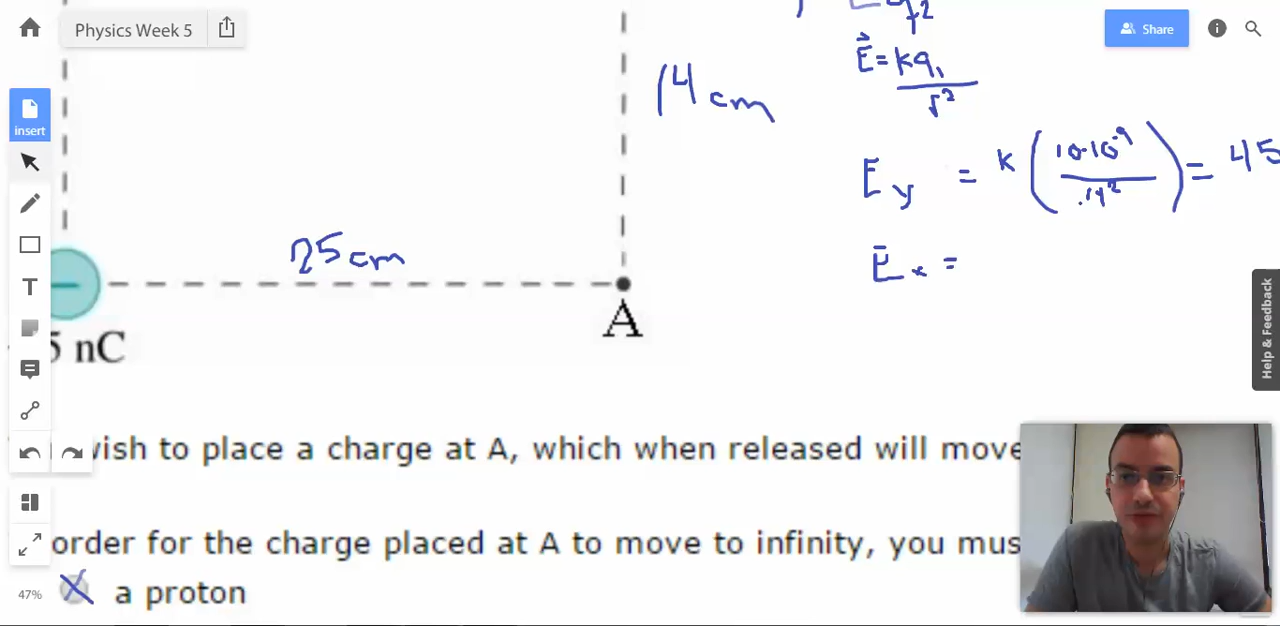 Physics Week 5
Share
E = kq₁
r²
14 cm
insert
E y = k ( 10·10⁻⁹ ) = 45
.14²
25 cm
E x =
T
A
5 nC
Help & Feedback
wish to place a charge at A, which when released will move
order for the charge placed at A to move to infinity, you mus
47%
a proton